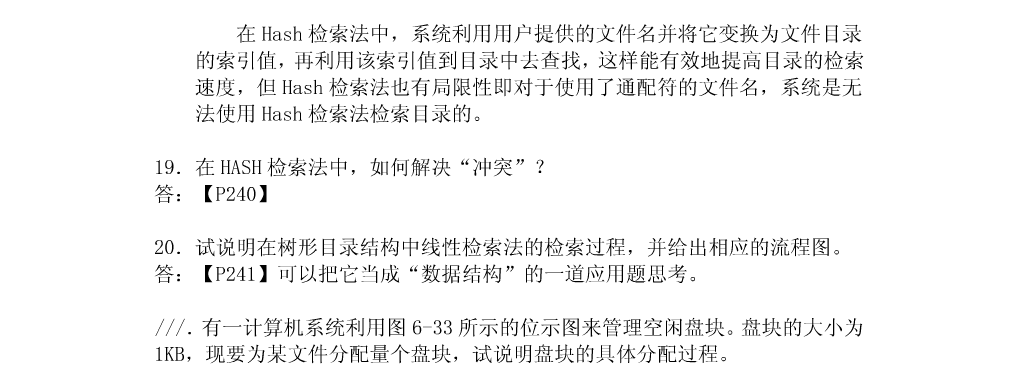 在 Hash 检索法中，系统利用用户提供的文件名并将它变换为文件目录
的索引值，再利用该索引值到目录中去查找，这样能有效地提高目录的检索
速度，但 Hash 检索法也有局限性即对于使用了通配符的文件名，系统是无
法使用 Hash 检索法检索目录的。
19．在 HASH 检索法中，如何解决“冲突”？
答：【P240】
20．试说明在树形目录结构中线性检索法的检索过程，并给出相应的流程图。
答：【P241】可以把它当成“数据结构”的一道应用题思考。
///．有一计算机系统利用图 6-33 所示的位示图来管理空闲盘块。盘块的大小为
1KB，现要为某文件分配量个盘块，试说明盘块的具体分配过程。